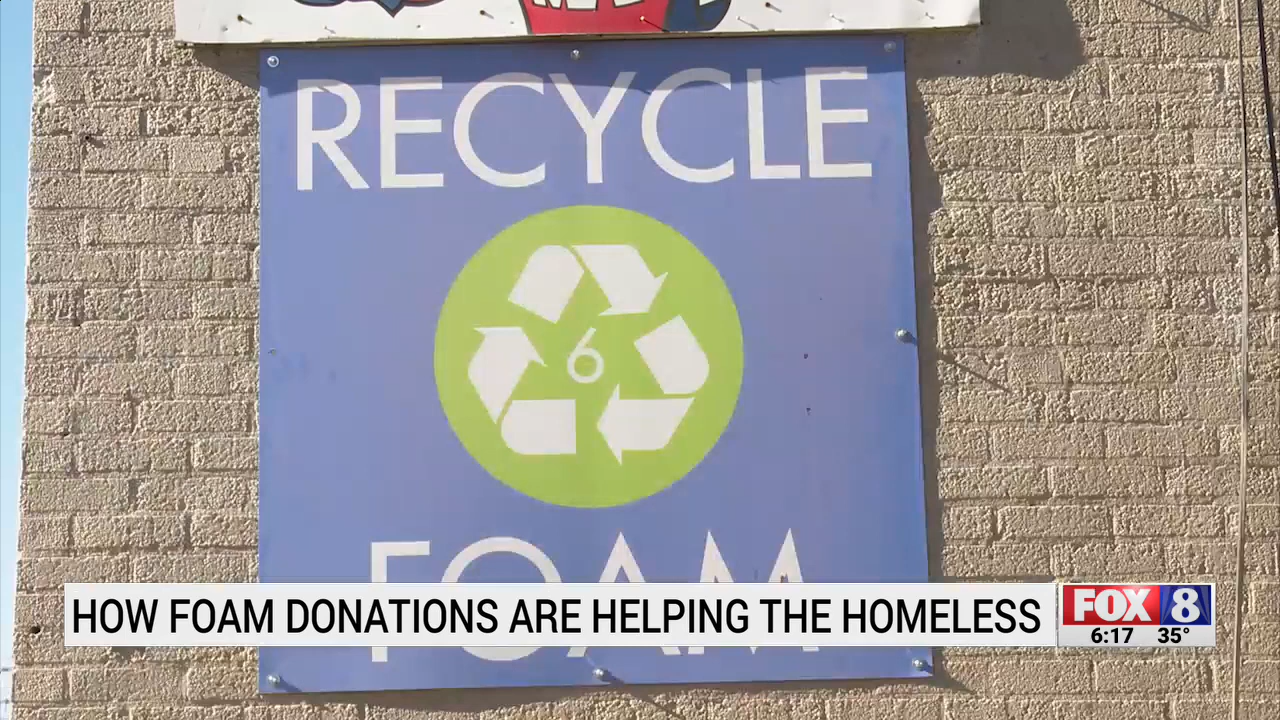 RECYCLE
6
FOAM
HOW FOAM DONATIONS ARE HELPING THE HOMELESS
FOX 8
6:17 35°